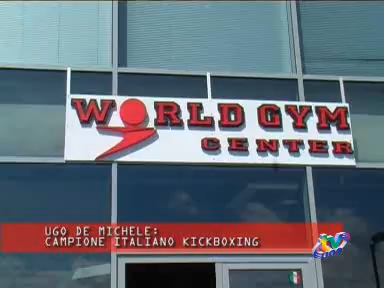 WORLD GYM
CENTER
UGO DE MICHELE:
CAMPIONE ITALIANO KICKBOXING